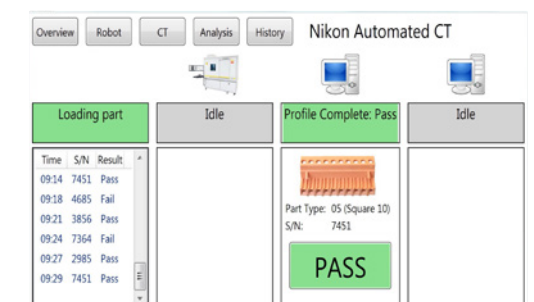 Overview Robot CT Analysis History Nikon Automated CT
Loading part Idle Profile Complete: Pass Idle
Time S/N Result
09:14 7451 Pass
09:18 4685 Fail
09:21 3856 Pass
09:24 7364 Fail
09:27 2985 Pass
09:29 7451 Pass
Part Type: 05 (Square 10)
S/N: 7451
PASS